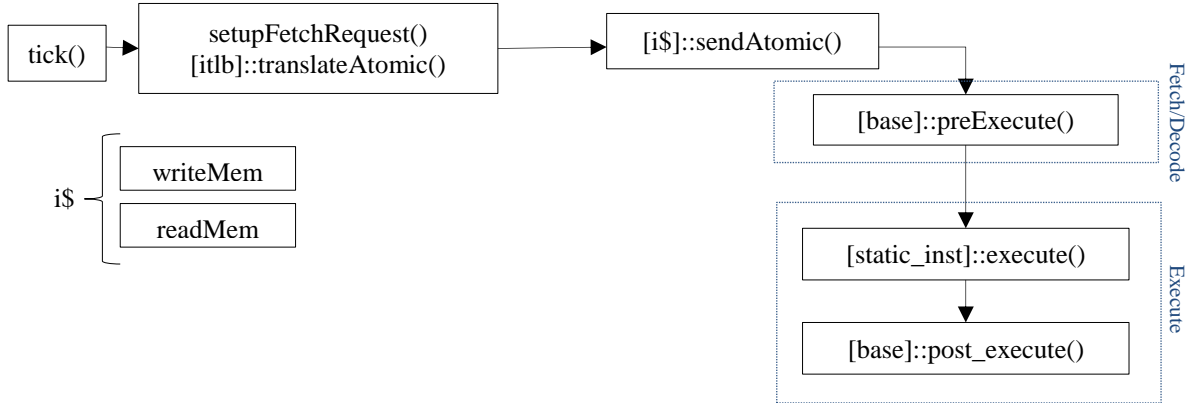 tick()
setupFetchRequest()
[itlb]::translateAtomic()
[i$]::sendAtomic()
[base]::preExecute()
Fetch/Decode
i$
writeMem
readMem
[static_inst]::execute()
[base]::post_execute()
Execute